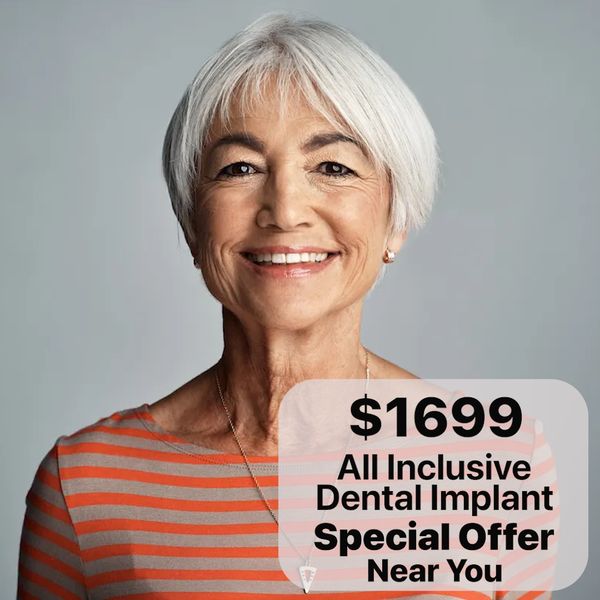 $1699
All Inclusive
Dental Implant
Special Offer
Near You